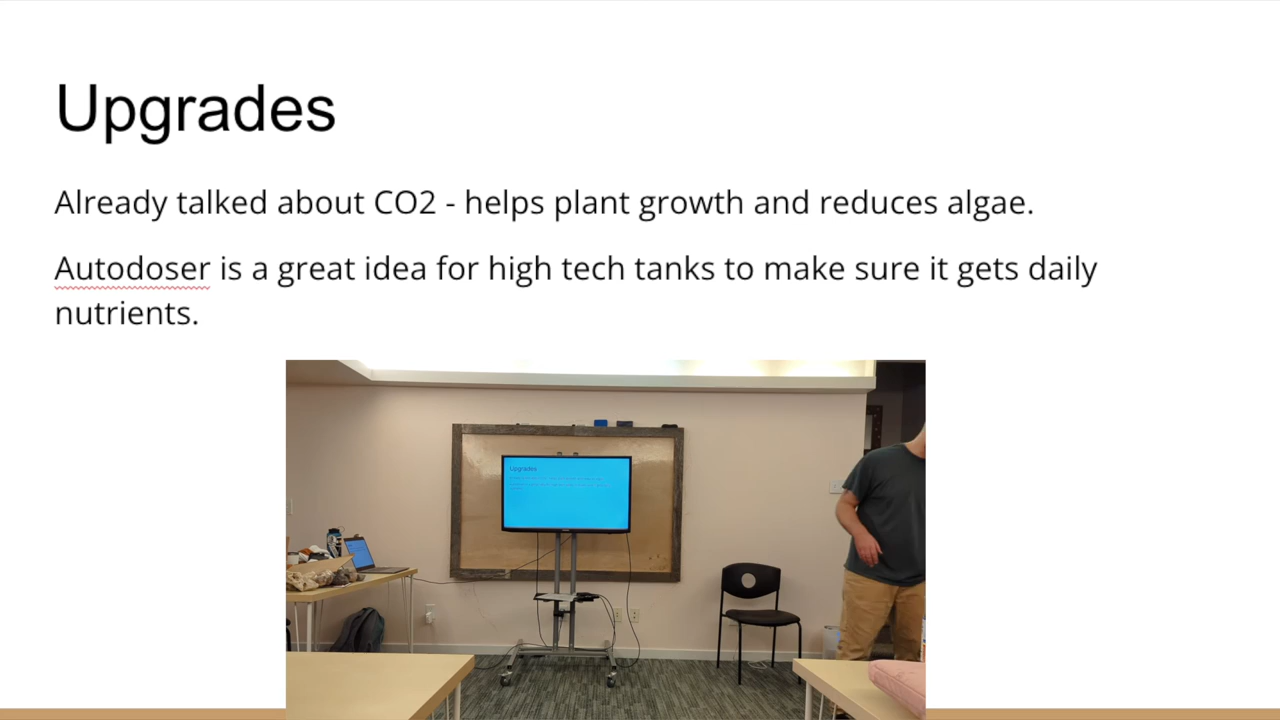 Upgrades
Already talked about CO2 - helps plant growth and reduces algae.
Autodoser is a great idea for high tech tanks to make sure it gets daily
nutrients.
Upgrades